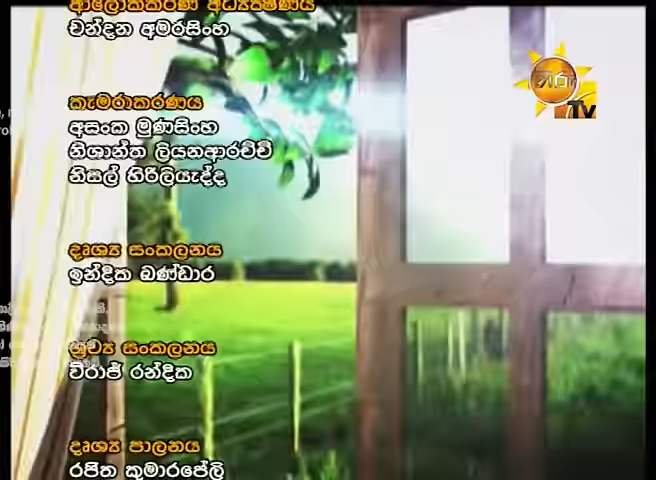 ආලෝකකරණ අධ්‍යක්ෂණය
චන්දන අමරසිංහ
හිරු
Tv
කැමරාකරණය
අසංක මුණසිංහ
නිශාන්ත ලියනආරච්චි
නිසල් හිරිලියැද්ද
දෘශ්‍ය සංකලනය
ඉන්දික බණ්ඩාර
ශ්‍රව්‍ය සංකලනය
විරාජ් රන්දික
දෘශ්‍ය පාලනය
රජිත කුමාරපේලි